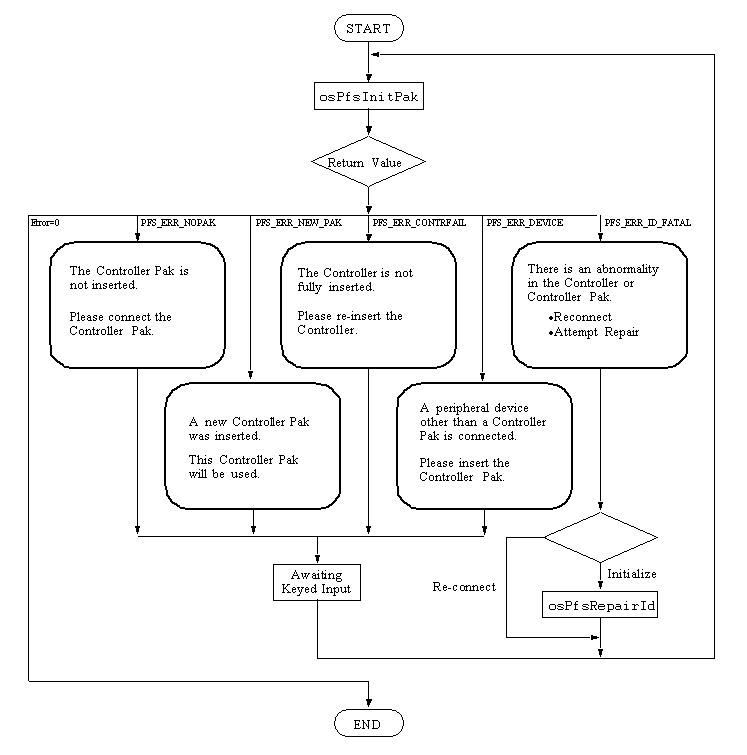 START
osPfsInitPak
Return Value
Error=0
PFS_ERR_NOPAK
PFS_ERR_NEW_PAK
PFS_ERR_CONTRFAIL
PFS_ERR_DEVICE
PFS_ERR_ID_FATAL
The Controller Pak is
not inserted.
Please connect the
Controller Pak.
The Controller is not
fully inserted.
Please re-insert the
Controller.
There is an abnormality
in the Controller or
Controller Pak.
•Reconnect
•Attempt Repair
A new Controller Pak
was inserted.
This Controller Pak
will be used.
A peripheral device
other than a Controller
Pak is connected.
Please insert the
Controller Pak.
Awaiting
Keyed Input
Re-connect
Initialize
osPfsRepairId
END